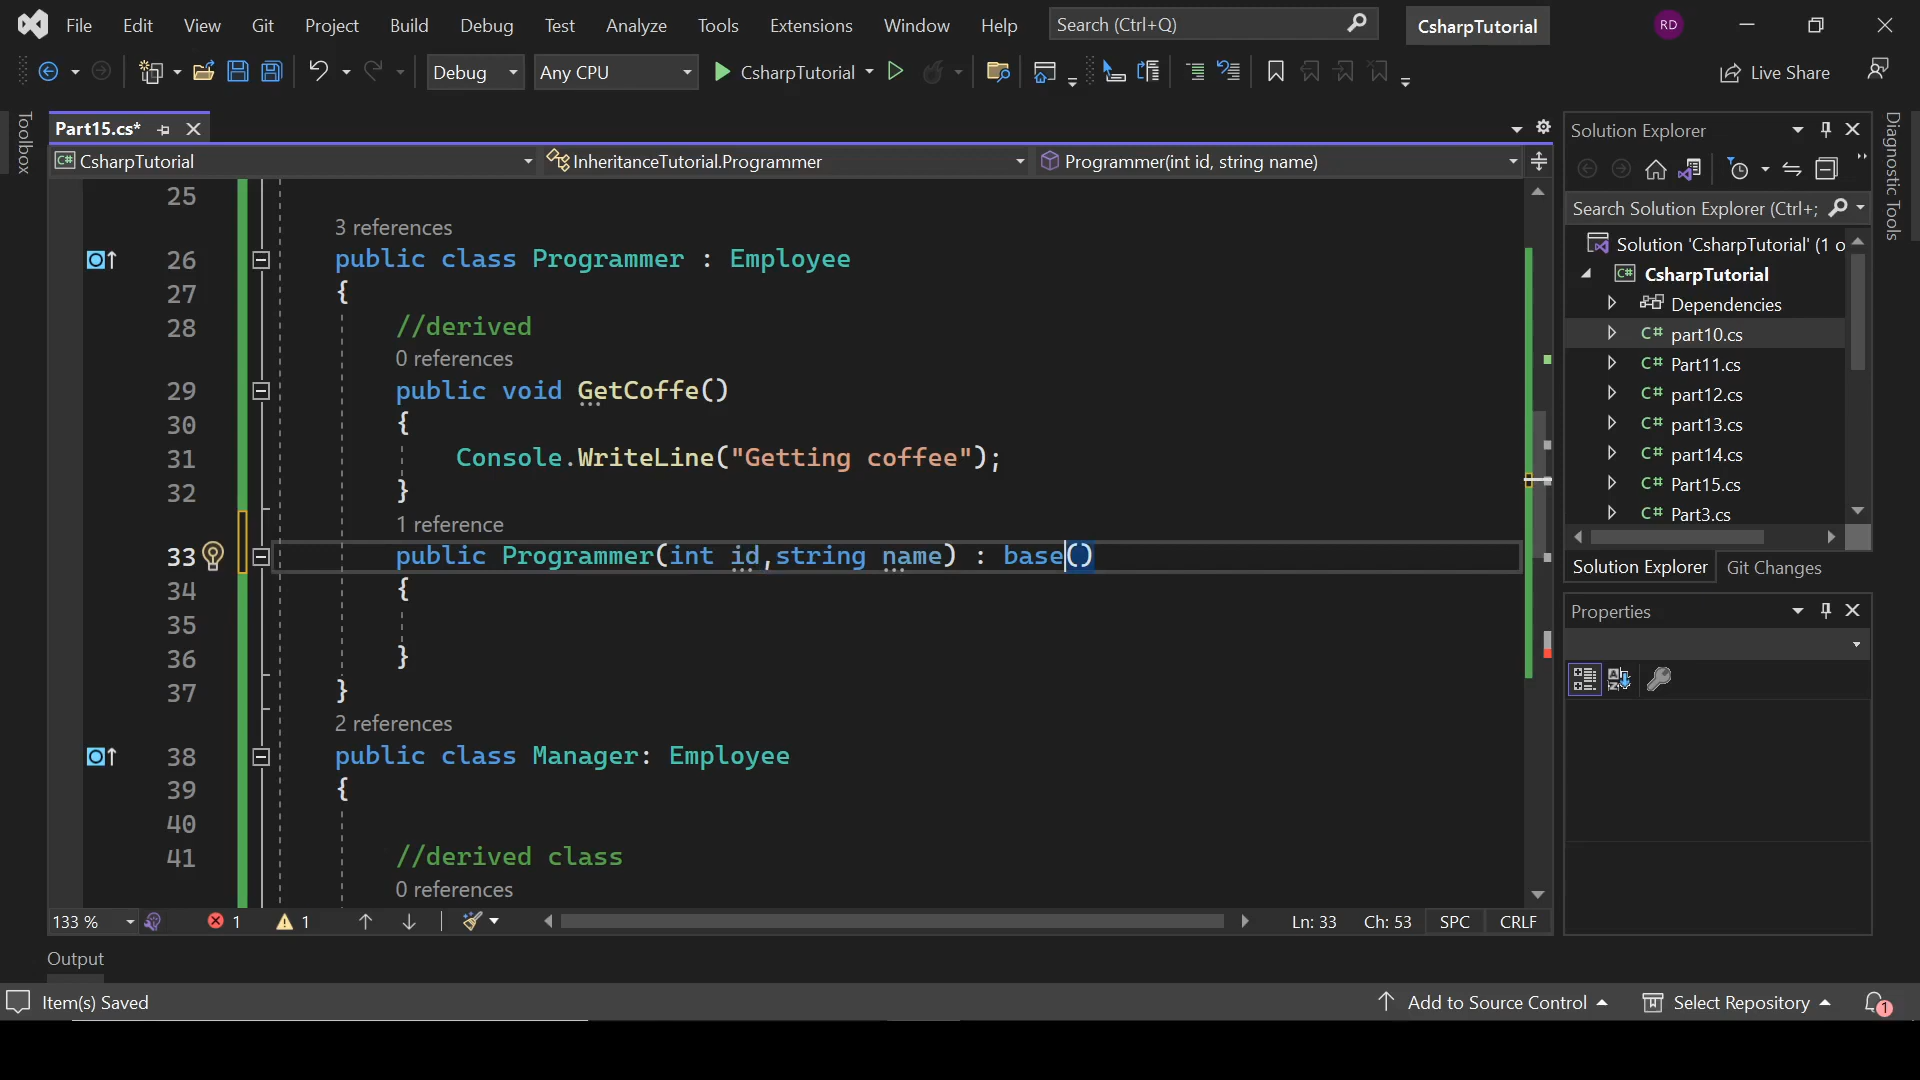 File Edit View Git Project Build Debug Test Analyze Tools Extensions Window Help Search (Ctrl+Q) CsharpTutorial RD
Debug Any CPU CsharpTutorial Live Share
Toolbox
Part15.cs*
CsharpTutorial InheritanceTutorial.Programmer Programmer(int id, string name)
25
3 references
26 public class Programmer : Employee
27 {
28 //derived
0 references
29 public void GetCoffe()
30 {
31 Console.WriteLine("Getting coffee");
32 }
1 reference
33 public Programmer(int id,string name) : base()
34 {
35
36 }
37 }
2 references
38 public class Manager: Employee
39 {
40
41 //derived class
0 references
133 % 1 1 Ln: 33 Ch: 53 SPC CRLF
Solution Explorer
Search Solution Explorer (Ctrl+;
Solution 'CsharpTutorial' (1 o
C# CsharpTutorial
Dependencies
C# part10.cs
C# Part11.cs
C# part12.cs
C# part13.cs
C# part14.cs
C# Part15.cs
C# Part3.cs
Solution Explorer Git Changes
Properties
Diagnostic Tools
Output
Item(s) Saved Add to Source Control Select Repository 1